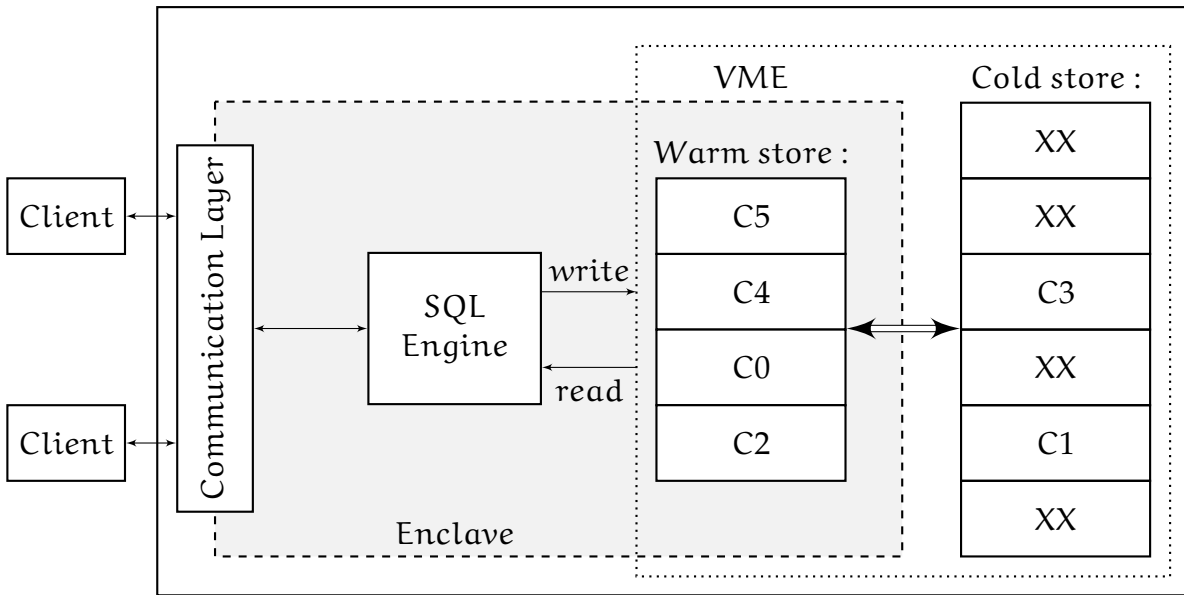 VME
Cold store :
Warm store :
Client
Client
Communication Layer
SQL
Engine
write
read
C5
C4
C0
C2
XX
XX
C3
XX
C1
XX
Enclave